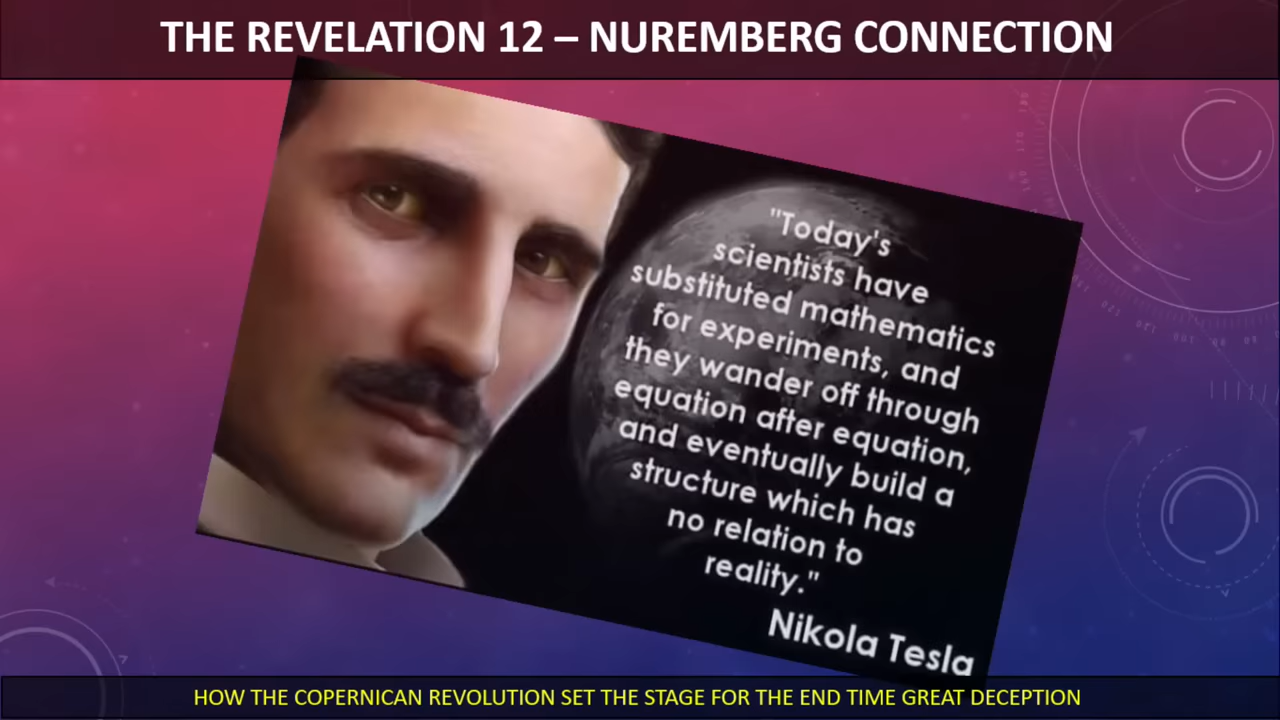 THE REVELATION 12 – NUREMBERG CONNECTION
"Today's
scientists have
substituted mathematics
for experiments, and
they wander off through
equation after equation,
and eventually build a
structure which has
no relation to
reality."
Nikola Tesla
HOW THE COPERNICAN REVOLUTION SET THE STAGE FOR THE END TIME GREAT DECEPTION